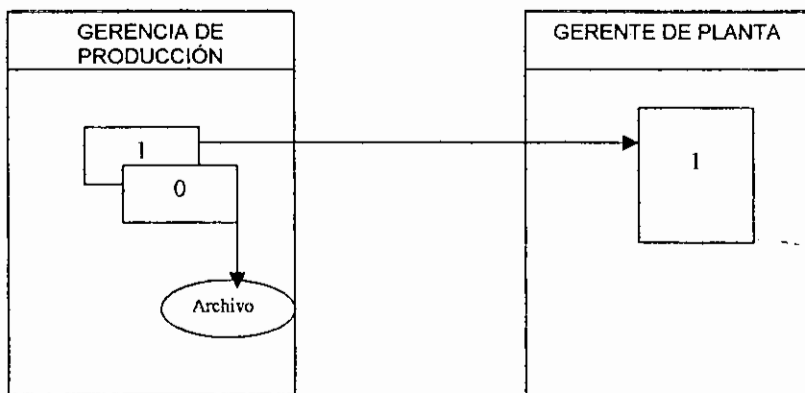 GERENCIA DE
PRODUCCIÓN
GERENTE DE PLANTA
1
0
1
Archivo